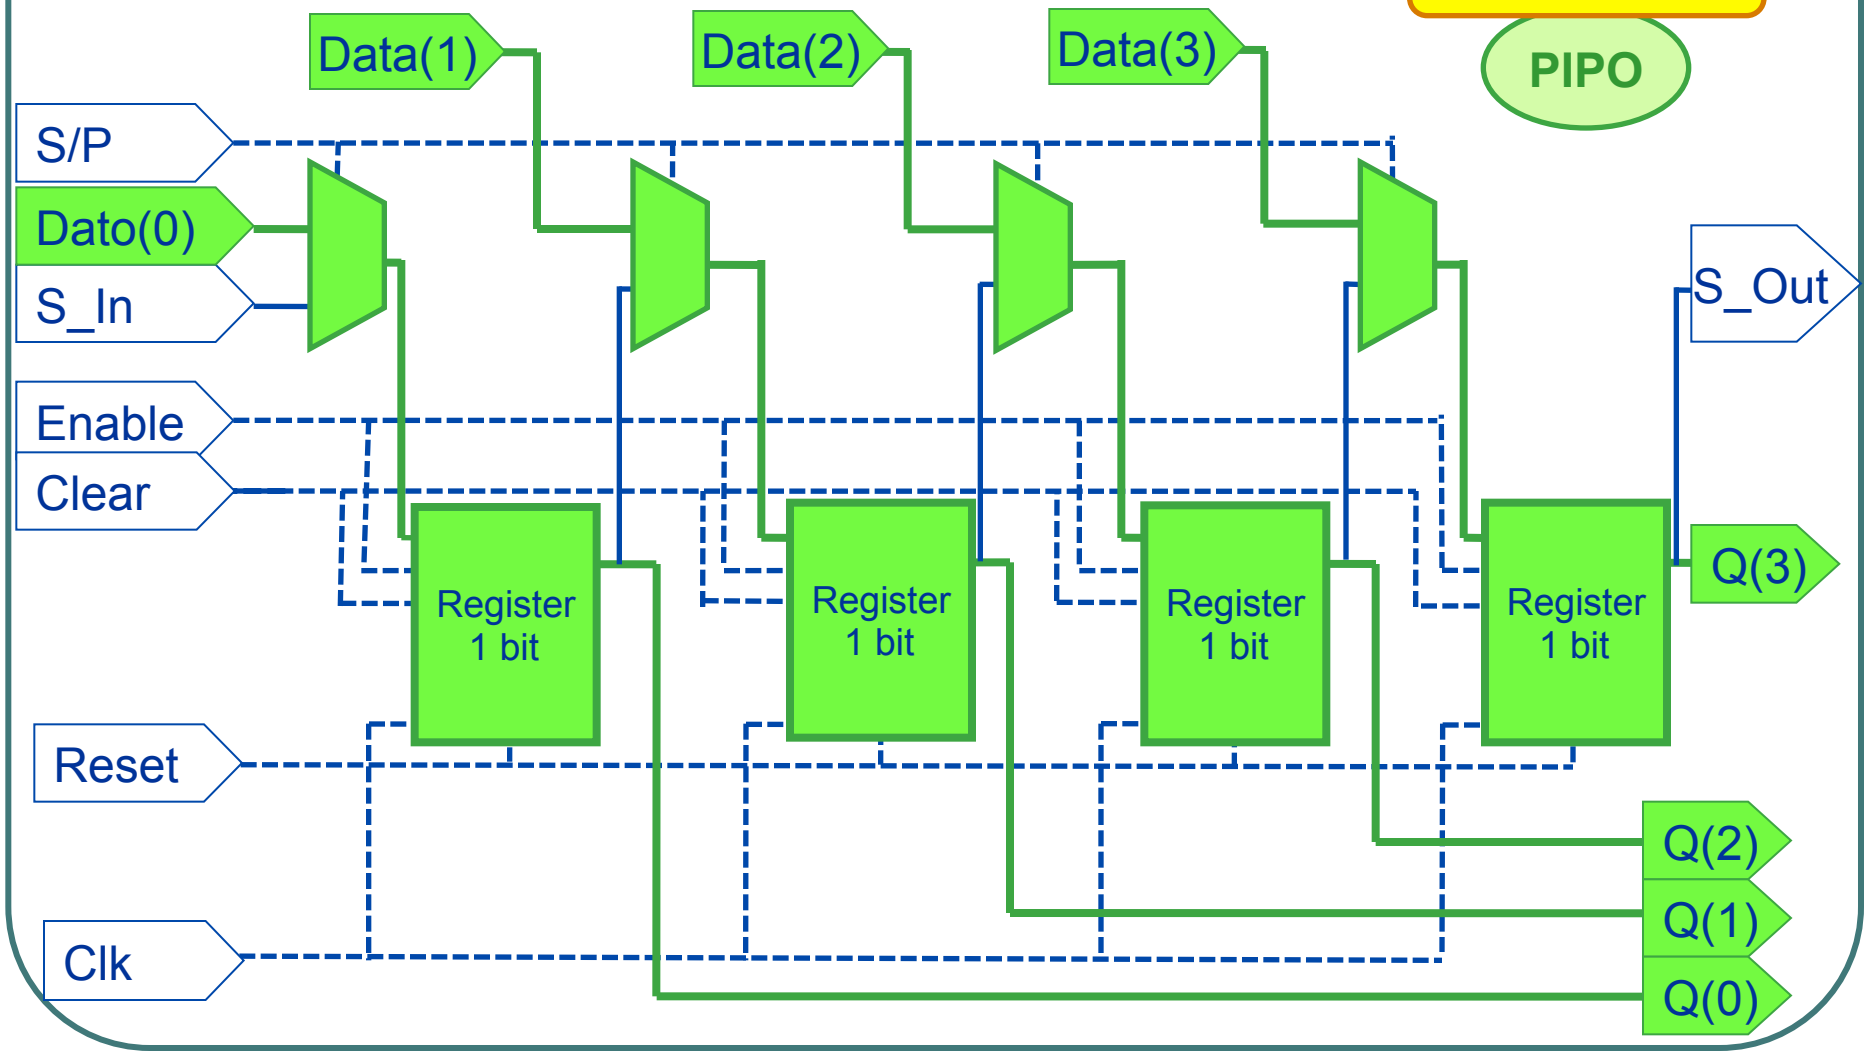 Data(1)
Data(2)
Data(3)
PIPO
S/P
Dato(0)
S_In
S_Out
Enable
Clear
Register
1 bit
Register
1 bit
Register
1 bit
Register
1 bit
Q(3)
Reset
Q(2)
Q(1)
Clk
Q(0)